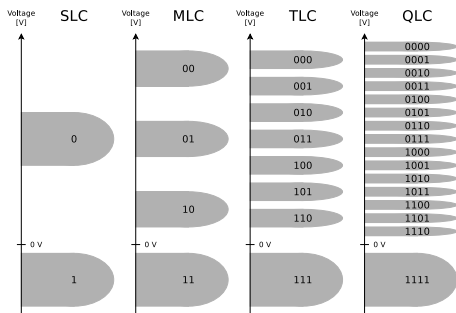 Voltage
[V]
SLC
0
0 V
1
Voltage
[V]
MLC
00
01
10
0 V
11
Voltage
[V]
TLC
000
001
010
011
100
101
110
0 V
111
Voltage
[V]
QLC
0000
0001
0010
0011
0100
0101
0110
0111
1000
1001
1010
1011
1100
1101
1110
0 V
1111